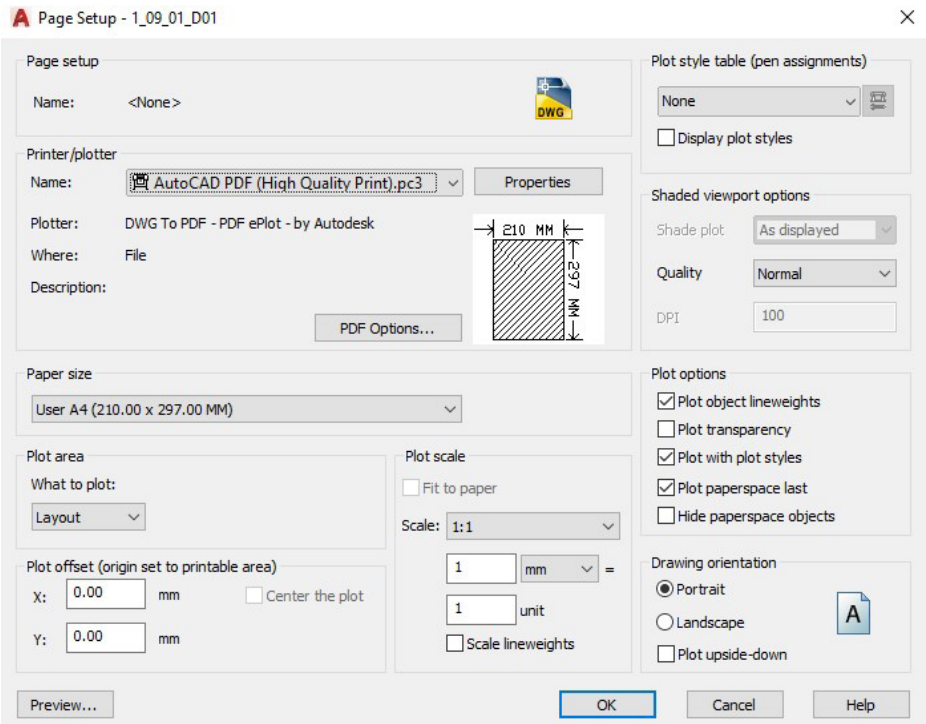 Page Setup - 1_09_01_D01
Page setup
Name: <None>
DWG
Printer/plotter
Name: AutoCAD PDF (High Quality Print).pc3 Properties
Plotter: DWG To PDF - PDF ePlot - by Autodesk
Where: File
Description:
PDF Options...
210 MM
297 MM
Paper size
User A4 (210.00 x 297.00 MM)
Plot area
What to plot:
Layout
Plot offset (origin set to printable area)
X: 0.00 mm Center the plot
Y: 0.00 mm
Plot scale
Fit to paper
Scale: 1:1
1 mm =
1 unit
Scale lineweights
Plot style table (pen assignments)
None
Display plot styles
Shaded viewport options
Shade plot As displayed
Quality Normal
DPI 100
Plot options
Plot object lineweights
Plot transparency
Plot with plot styles
Plot paperspace last
Hide paperspace objects
Drawing orientation
Portrait
Landscape
Plot upside-down
A
Preview... OK Cancel Help